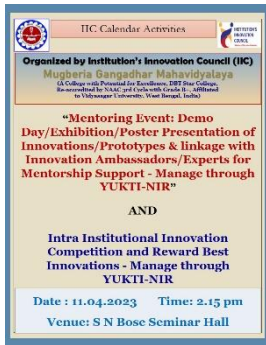 IIC Calendar Activities
INSTITUTION'S
INNOVATION
COUNCIL
Organized by Institution's Innovation Council (IIC)
Mugberia Gangadhar Mahavidyalaya
(A College with Potential for Excellence, DBT Star College,
Re-accredited by NAAC 3rd Cycle with Grade B+, Affiliated
to Vidyasagar University, West Bengal, India)
“Mentoring Event: Demo
Day/Exhibition/Poster Presentation of
Innovations/Prototypes & linkage with
Innovation Ambassadors/Experts for
Mentorship Support - Manage through
YUKTI-NIR”
AND
Intra Institutional Innovation
Competition and Reward Best
Innovations - Manage through
YUKTI-NIR
Date : 11.04.2023 Time: 2.15 pm
Venue: S N Bose Seminar Hall